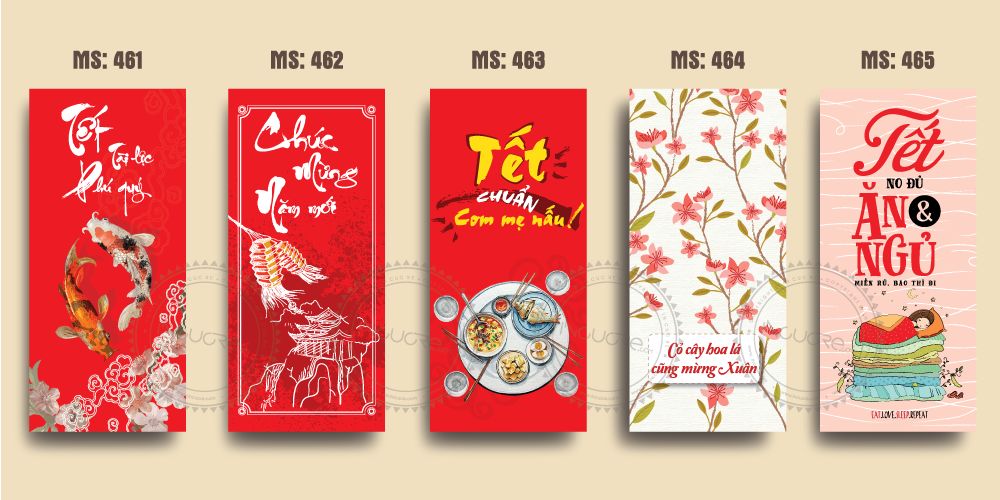 MS: 461
MS: 462
MS: 463
MS: 464
MS: 465
Tết
Tài lộc
Phú quý
Chúc
Mừng
Năm mới
Tết
CHUẨN
Cơm mẹ nấu!
Cỏ cây hoa lá
cũng mừng Xuân
Tết
NO ĐỦ
ĂN &
NGỦ
MIỄN RỦ, BAO THÌ ĐI
EAT.LOVE.SLEEP.REPEAT